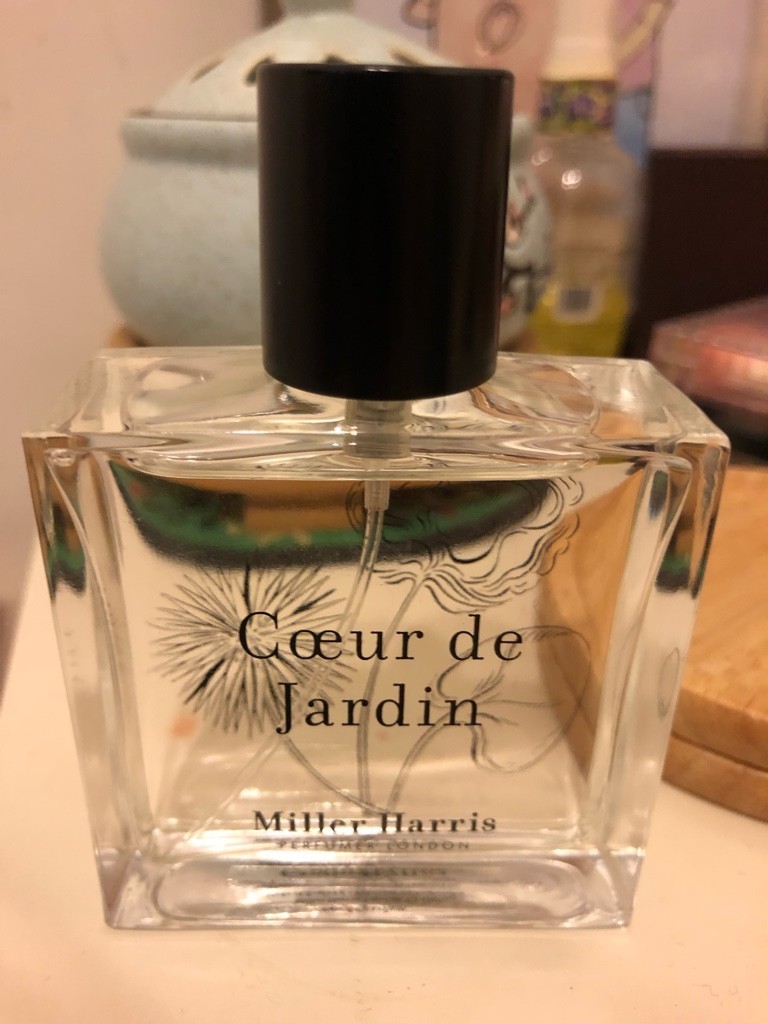 Cœur de
Jardin
Miller Harris
PERFUMER LONDON